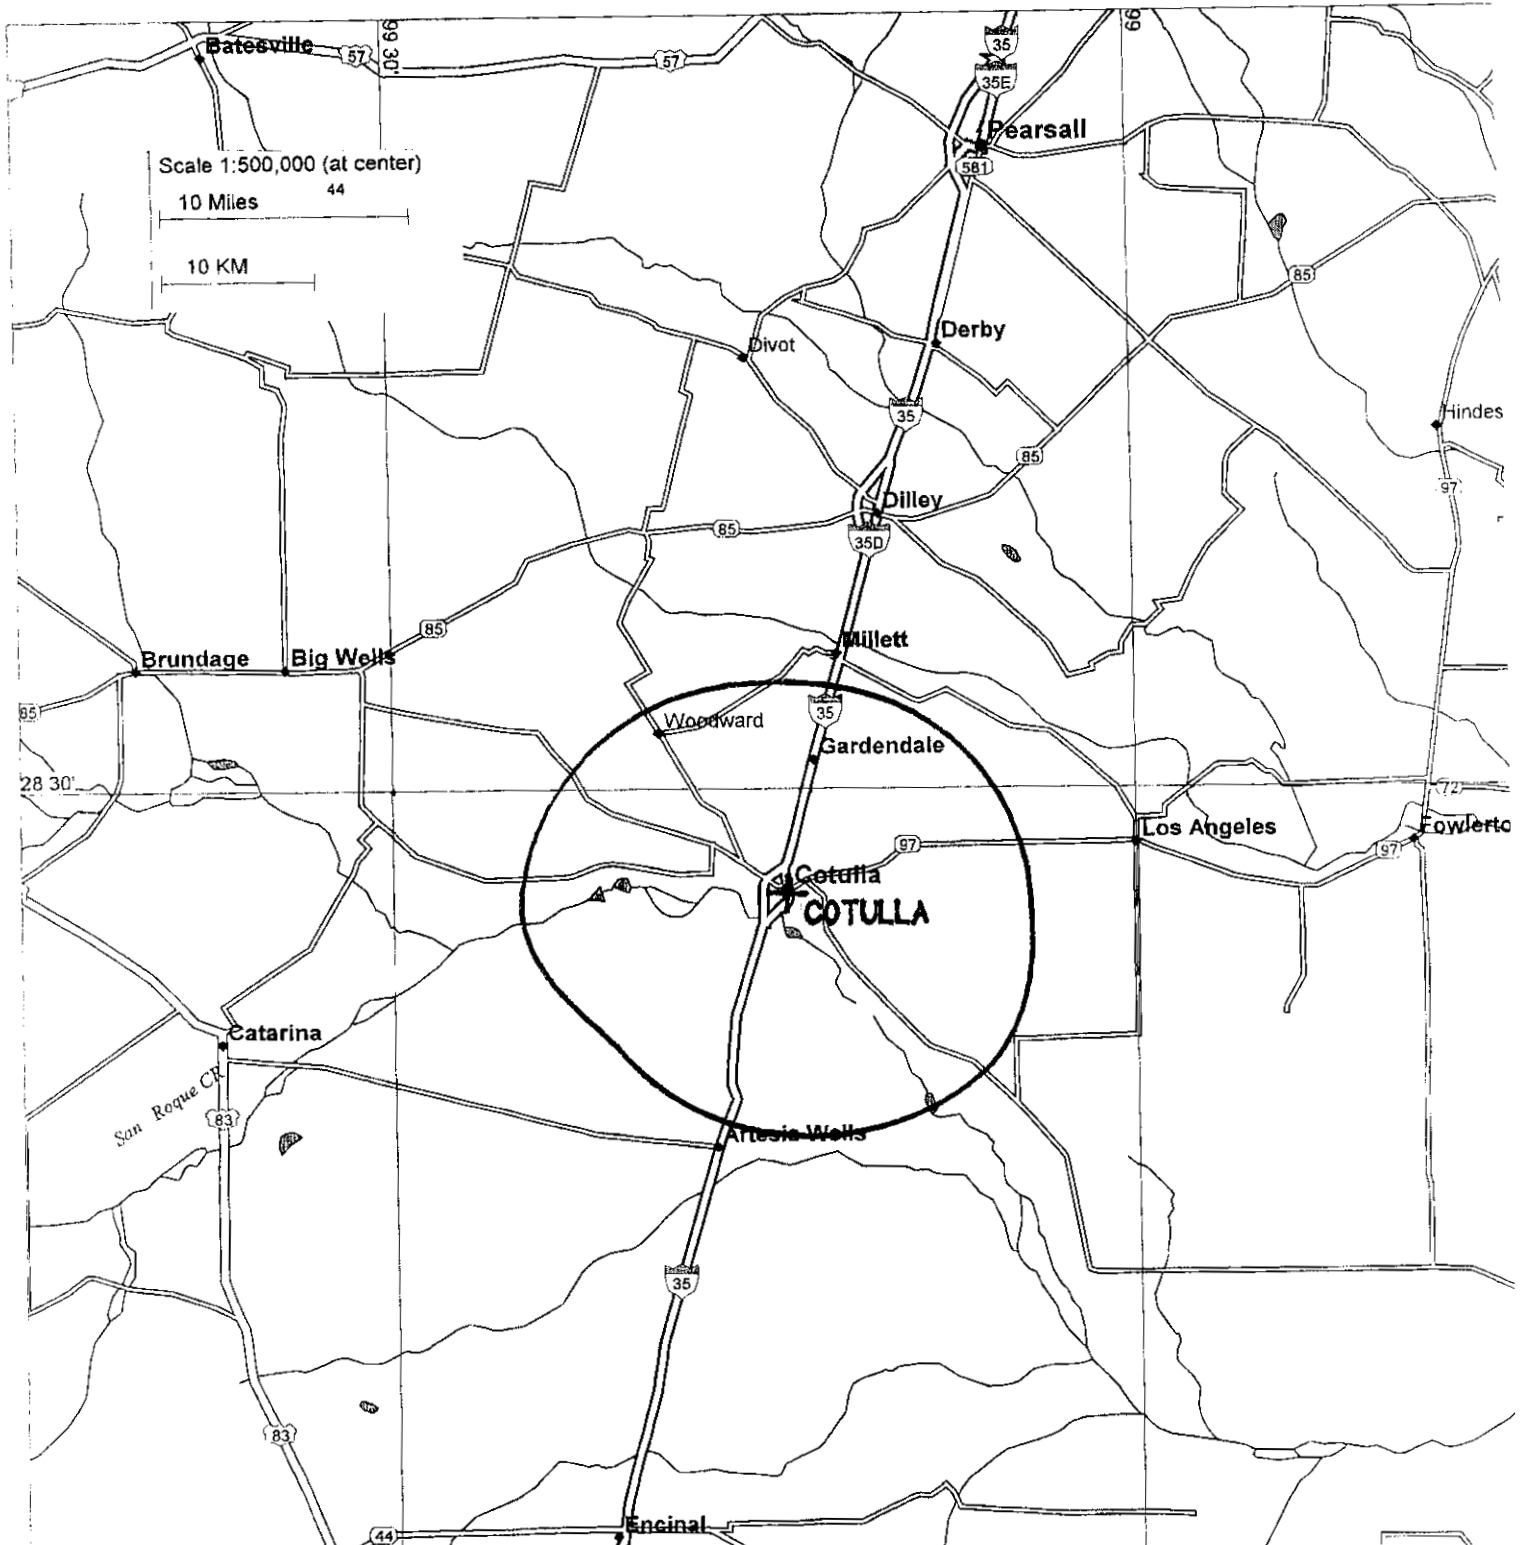 99 30'
99
35
Batesville
57
57
35E
Pearsall
Scale 1:500,000 (at center)
44
10 Miles
581
10 KM
85
Derby
Divot
35
Hindes
85
97
Dilley
85
35D
85
Millett
Brundage
Big Wells
85
35
Woodward
Gardendale
28 30'
72
Los Angeles
Fowlerto
97
97
Cotulla
COTULLA
Catarina
San Roque CR
83
Artesia Wells
35
83
44
Encinal